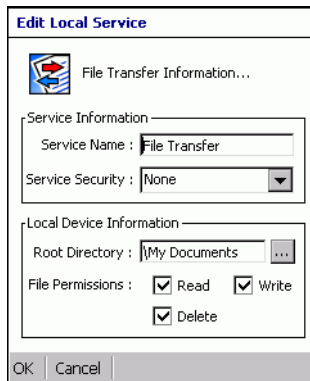 Edit Local Service
File Transfer Information...
Service Information
Service Name : File Transfer
Service Security : None
Local Device Information
Root Directory : \My Documents ...
File Permissions : Read Write
Delete
OK Cancel